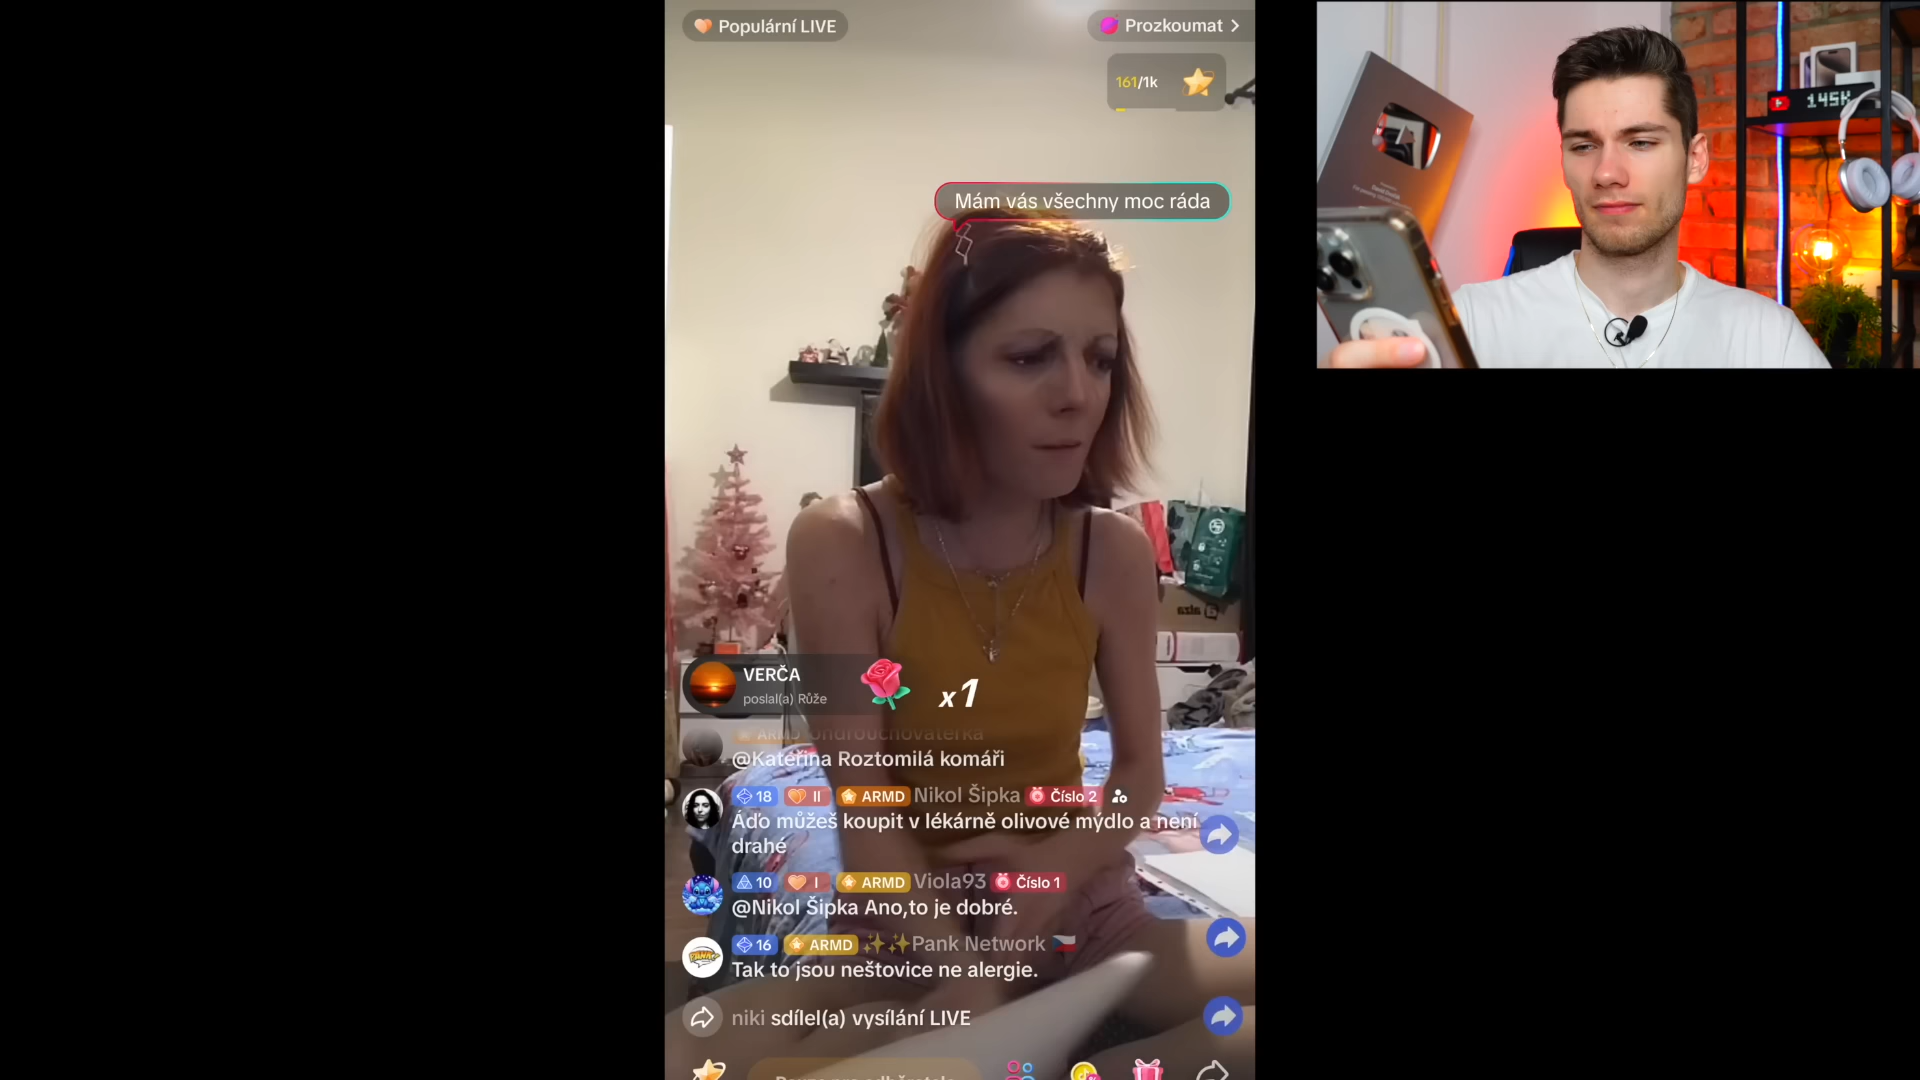 Populární LIVE
Prozkoumat
161/1k
145K
Mám vás všechny moc ráda
alza
VERČA
poslal(a) Růže
x1
ARMD Ondrouchovaterka
@Kateřina Roztomilá komáři
18 II ARMD Nikol Šipka Číslo 2
Áďo můžeš koupit v lékárně olivové mýdlo a není
drahé
10 I ARMD Viola93 Číslo 1
@Nikol Šipka Ano,to je dobré.
16 ARMD ✨✨Pank Network 🇨🇿
Tak to jsou neštovice ne alergie.
niki sdílel(a) vysílání LIVE